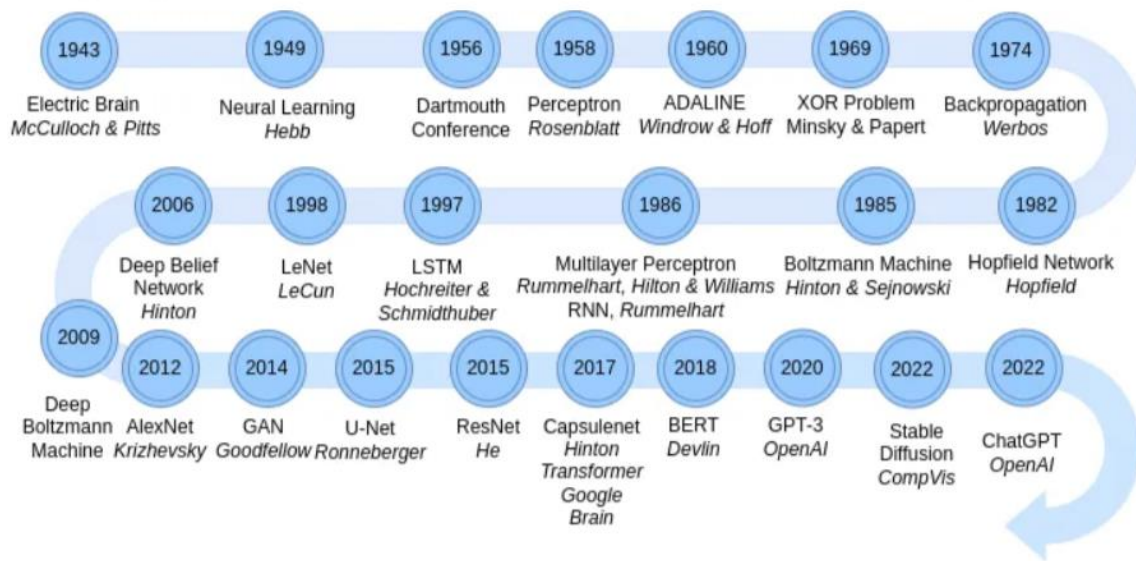 1943
Electric Brain
McCulloch & Pitts
1949
Neural Learning
Hebb
1956
Dartmouth
Conference
1958
Perceptron
Rosenblatt
1960
ADALINE
Windrow & Hoff
1969
XOR Problem
Minsky & Papert
1974
Backpropagation
Werbos
1982
Hopfield Network
Hopfield
1985
Boltzmann Machine
Hinton & Sejnowski
1986
Multilayer Perceptron
Rummelhart, Hilton & Williams
RNN, Rummelhart
1997
LSTM
Hochreiter &
Schmidthuber
1998
LeNet
LeCun
2006
Deep Belief
Network
Hinton
2009
Deep
Boltzmann
Machine
2012
AlexNet
Krizhevsky
2014
GAN
Goodfellow
2015
U-Net
Ronneberger
2015
ResNet
He
2017
Capsulenet
Hinton
Transformer
Google
Brain
2018
BERT
Devlin
2020
GPT-3
OpenAI
2022
Stable
Diffusion
CompVis
2022
ChatGPT
OpenAI